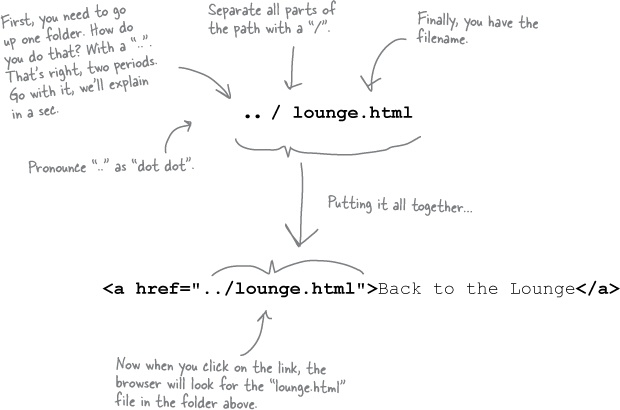 First, you need to go
up one folder. How do
you do that? With a “..”.
That’s right, two periods.
Go with it, we’ll explain
in a sec.
Separate all parts of
the path with a “/”.
Finally, you have the
filename.
.. / lounge.html
Pronounce “..” as “dot dot”.
Putting it all together...
<a href="../lounge.html">Back to the Lounge</a>
Now when you click on the link, the
browser will look for the “lounge.html”
file in the folder above.